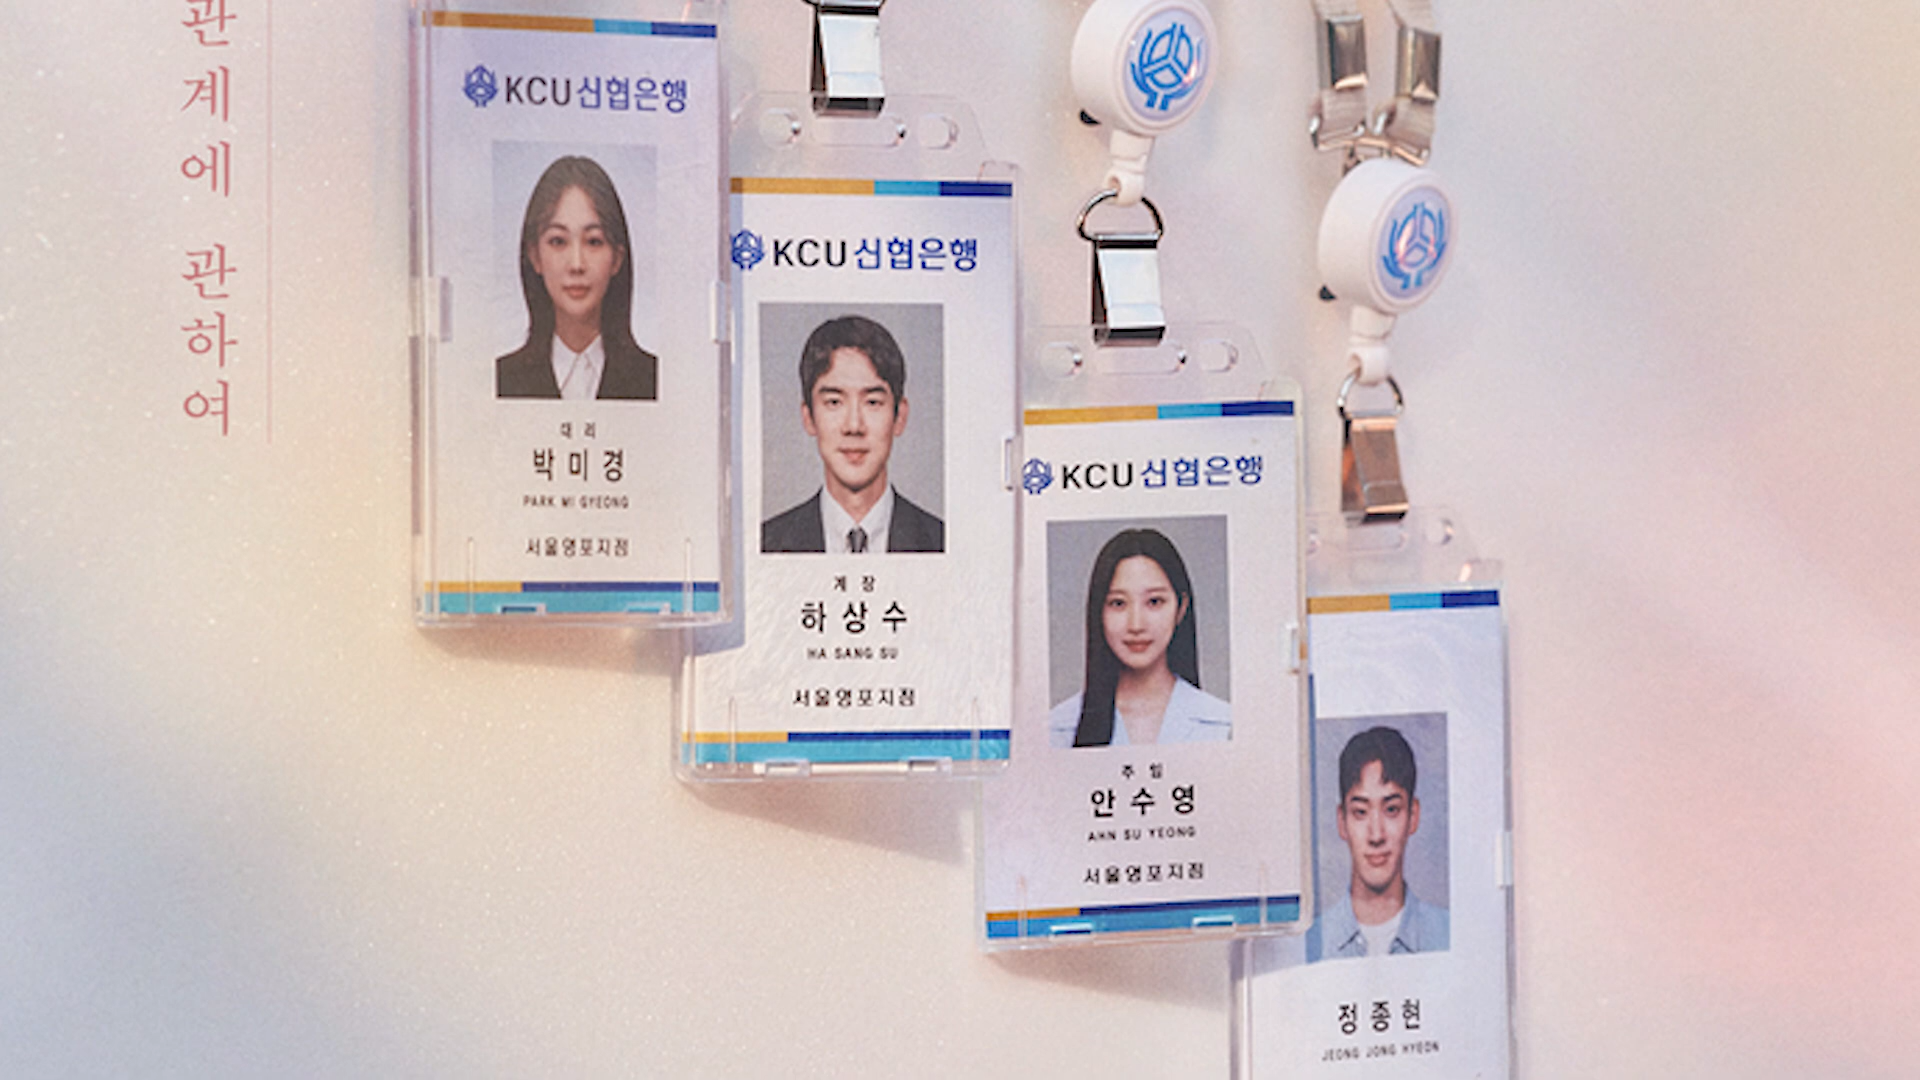 관계에 관하여
KCU 신협은행
대리
박미경
PARK MI GYEONG
서울영포지점
KCU 신협은행
계장
하상수
HA SANG SU
서울영포지점
KCU 신협은행
주임
안수영
AHN SU YEONG
서울영포지점
정종현
JEONG JONG HYEON